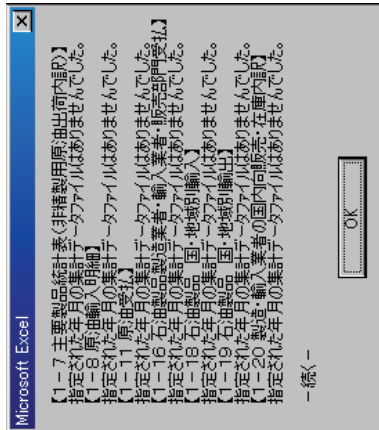 Microsoft Excel
【1－7 主要製品統計表（非精製用原油出荷内訳）】
指定された年月の集計データファイルはありませんでした。
【1－8 原油輸入明細】
指定された年月の集計データファイルはありませんでした。
【1－11 原油受払】
指定された年月の集計データファイルはありませんでした。
【1－16 石油製品製造業者・輸入業者・販売部門受払】
指定された年月の集計データファイルはありませんでした。
【1－18 石油製品 国・地域別輸入】
指定された年月の集計データファイルはありませんでした。
【1－19 石油製品 国・地域別輸出】
指定された年月の集計データファイルはありませんでした。
【1－20 製造・輸入業者の国内向販売・在庫内訳】
指定された年月の集計データファイルはありませんでした。
－続く－
OK